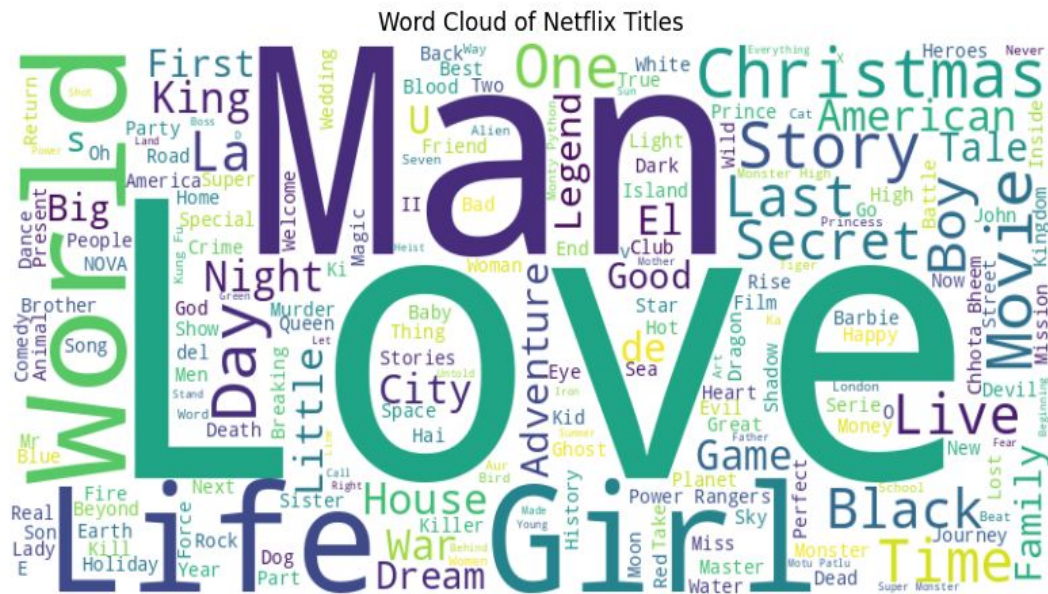 Word Cloud of Netflix Titles
Love
Man
World
Life
Girl
Christmas
One
Story
Movie
Last
Secret
Boy
American
Tale
King
First
La
Big
Night
Day
Little
City
Good
El
de
Legend
Adventure
Live
Game
Black
Time
Family
House
War
Dream
U
s
Oh
Return
Shot
Power
Party
Land
Boss
D
Road
America
Super
Home
Special
Crime
Kung Fu
People
NOVA
Dance
Present
Brother
Song
Comedy
Animal
Mr
Blue
God
Show
del
Men
Stand
Word
Death
Green
Wedding
Welcome
Magic
Ki
Murder
Queen
Let
Breaking
Back
Way
Best
Blood
Two
Friend
Alien
Seven
II
Bad
Heist
Woman
Monty Python
End
White
True
Sun
Light
Dark
Island
Club
v
Mother
Wild
Everything
X
Heroes
Never
Prince
Cat
Inside
Monster High
High
Go
Princess
Battle
John
Kingdom
Now
Street
Mission
Chhota Bheem
Tiger
Rise
Film
Star
Hot
Sea
Eye
Baby
Thing
Stories
Untold
Space
Hai
Iron
Kid
Summer
Ghost
Heart
Evil
Great
Art
Dragon
Ka
Shadow
Barbie
Happy
London
Serie
O
Money
Devil
New
Beginning
Fear
Lost
Father
Planet
Aur
Bird
Line
Call
Right
Next
Sister
Fire
Beyond
Real
Son
Earth
Lady
Kill
E
Holiday
Force
Year
Rock
Dog
Part
Killer
Made
Young
Behind
Women
History
Moon
Red
Take
Power Rangers
Sky
Miss
Master
Water
Perfect
Motu Patlu
Monster
Dead
School
Super Monster
Beat
Journey